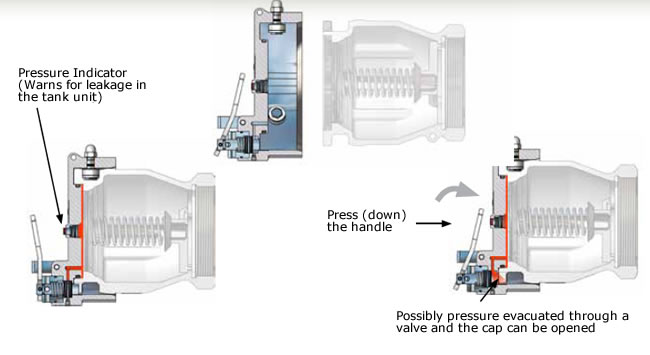 Pressure Indicator
(Warns for leakage in
the tank unit)
Press (down)
the handle
Possibly pressure evacuated through a
valve and the cap can be opened